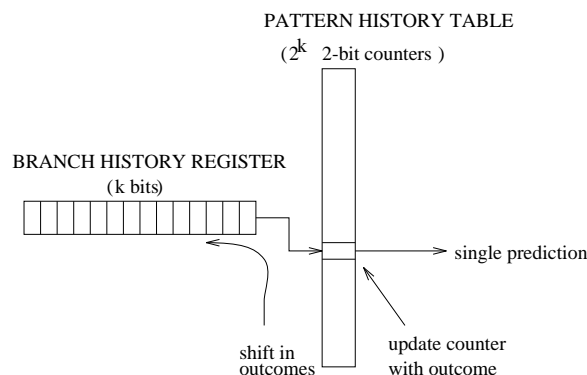 PATTERN HISTORY TABLE
(2^k 2-bit counters )
BRANCH HISTORY REGISTER
(k bits)
single prediction
shift in
outcomes
update counter
with outcome